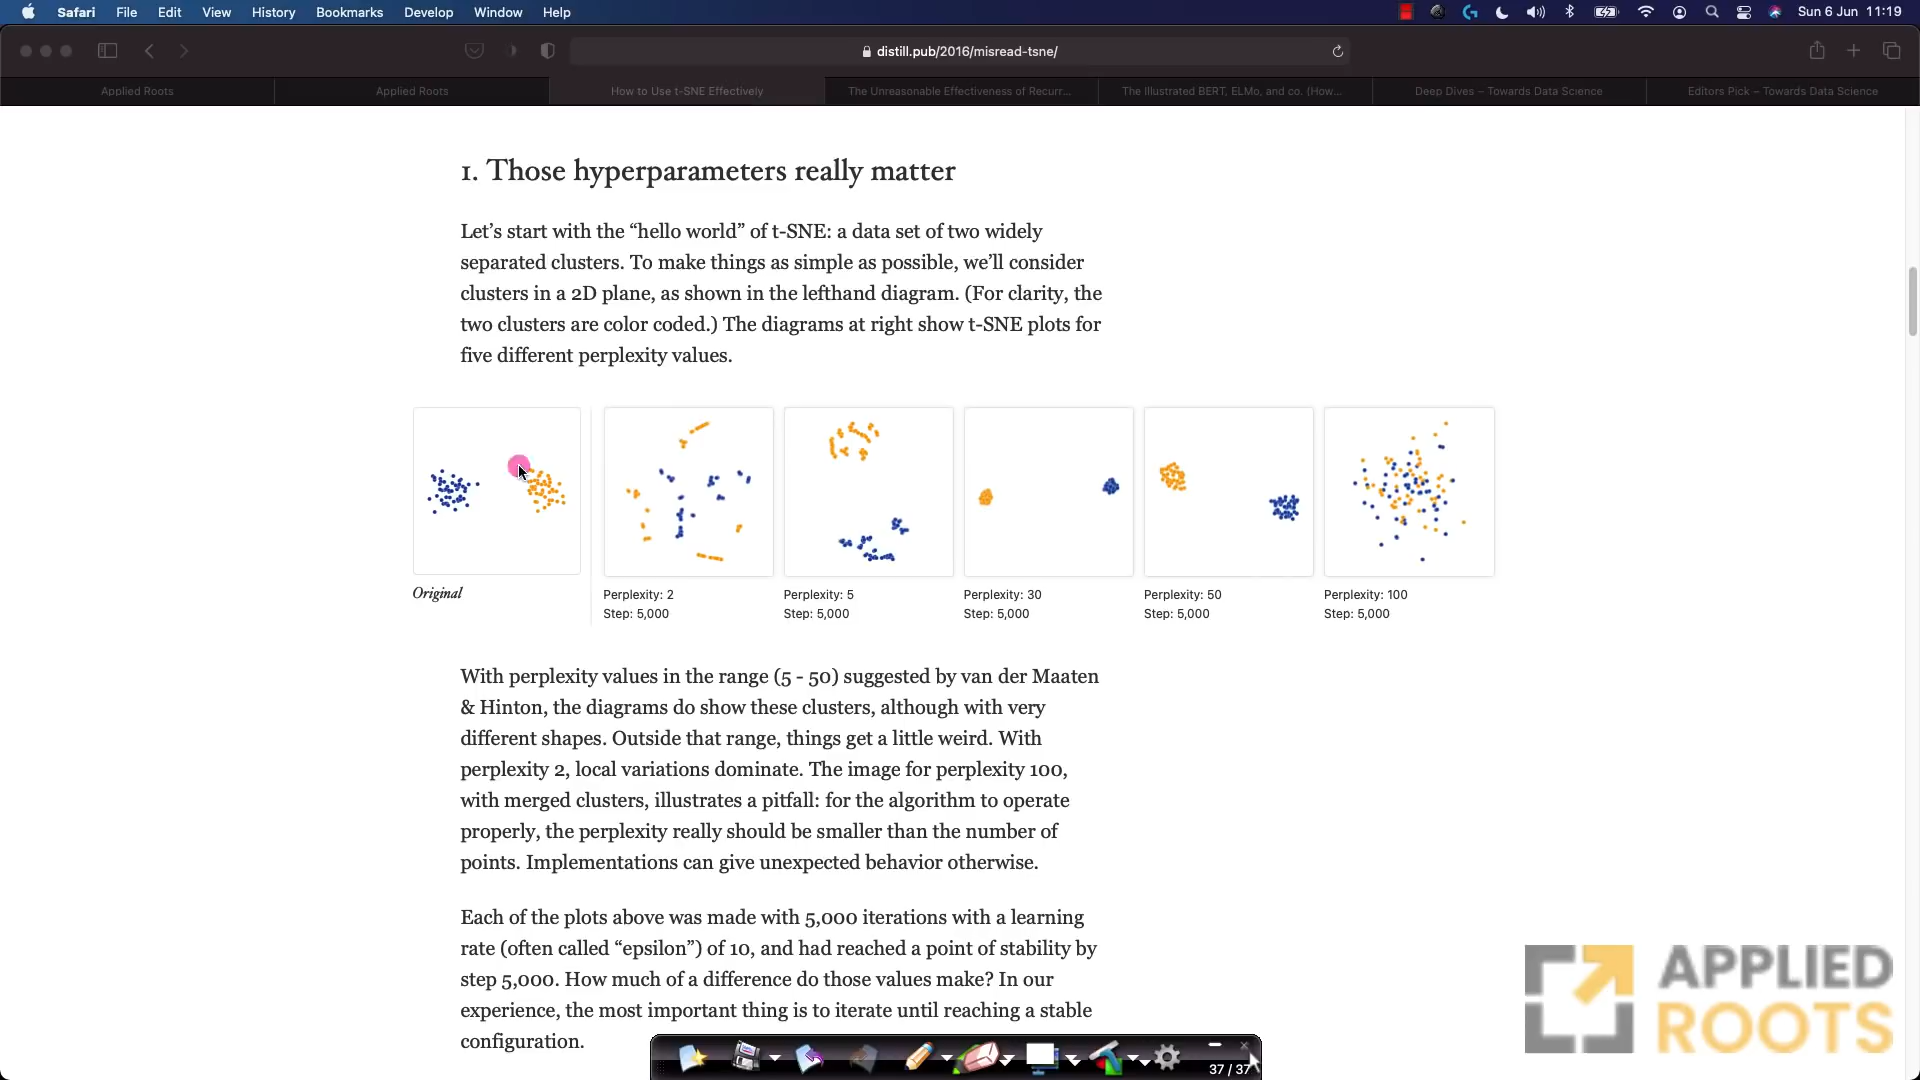 Safari File Edit View History Bookmarks Develop Window Help Sun 6 Jun 11:19
distill.pub/2016/misread-tsne/
Applied Roots Applied Roots How to Use t-SNE Effectively The Unreasonable Effectiveness of Recurr... The Illustrated BERT, ELMo, and co. (How... Deep Dives – Towards Data Science Editors Pick – Towards Data Science
1. Those hyperparameters really matter
Let’s start with the “hello world” of t-SNE: a data set of two widely
separated clusters. To make things as simple as possible, we’ll consider
clusters in a 2D plane, as shown in the lefthand diagram. (For clarity, the
two clusters are color coded.) The diagrams at right show t-SNE plots for
five different perplexity values.
Original
Perplexity: 2
Step: 5,000
Perplexity: 5
Step: 5,000
Perplexity: 30
Step: 5,000
Perplexity: 50
Step: 5,000
Perplexity: 100
Step: 5,000
With perplexity values in the range (5 - 50) suggested by van der Maaten
& Hinton, the diagrams do show these clusters, although with very
different shapes. Outside that range, things get a little weird. With
perplexity 2, local variations dominate. The image for perplexity 100,
with merged clusters, illustrates a pitfall: for the algorithm to operate
properly, the perplexity really should be smaller than the number of
points. Implementations can give unexpected behavior otherwise.
Each of the plots above was made with 5,000 iterations with a learning
rate (often called “epsilon”) of 10, and had reached a point of stability by
step 5,000. How much of a difference do those values make? In our
experience, the most important thing is to iterate until reaching a stable
configuration.
37 / 37
APPLIED
ROOTS